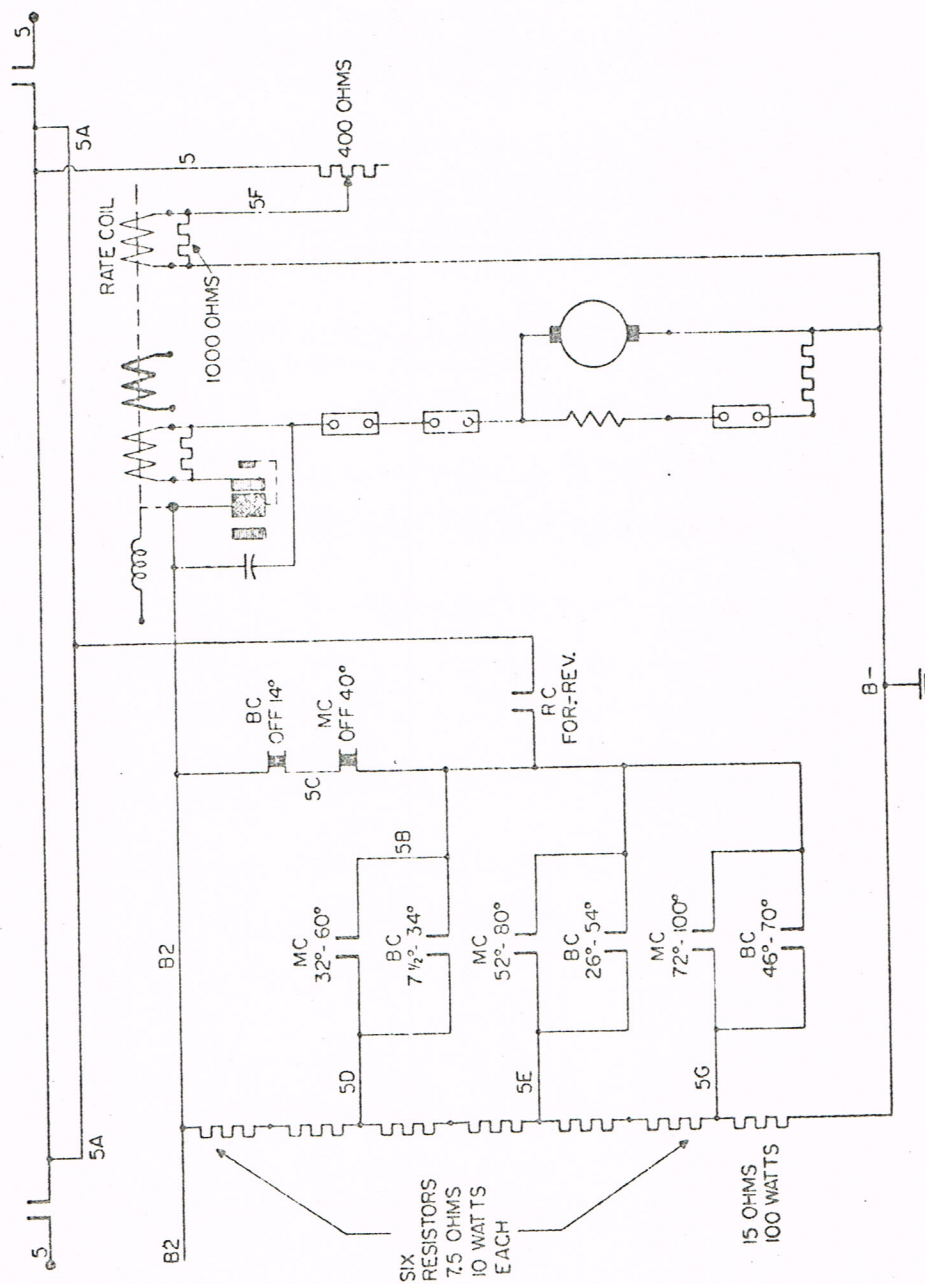 5
5
5A
5A
RATE COIL
B2
B2
5
1000 OHMS
5F
BC
OFF 14°
MC
OFF 40°
5C
400 OHMS
MC
32°-60°
5D
BC
7½°-34°
5B
SIX
RESISTORS
7.5 OHMS
10 WATTS
EACH
MC
52°-80°
5E
BC
26°-54°
RC
FOR.-REV.
MC
72°-100°
5G
BC
46°-70°
15 OHMS
100 WATTS
B-